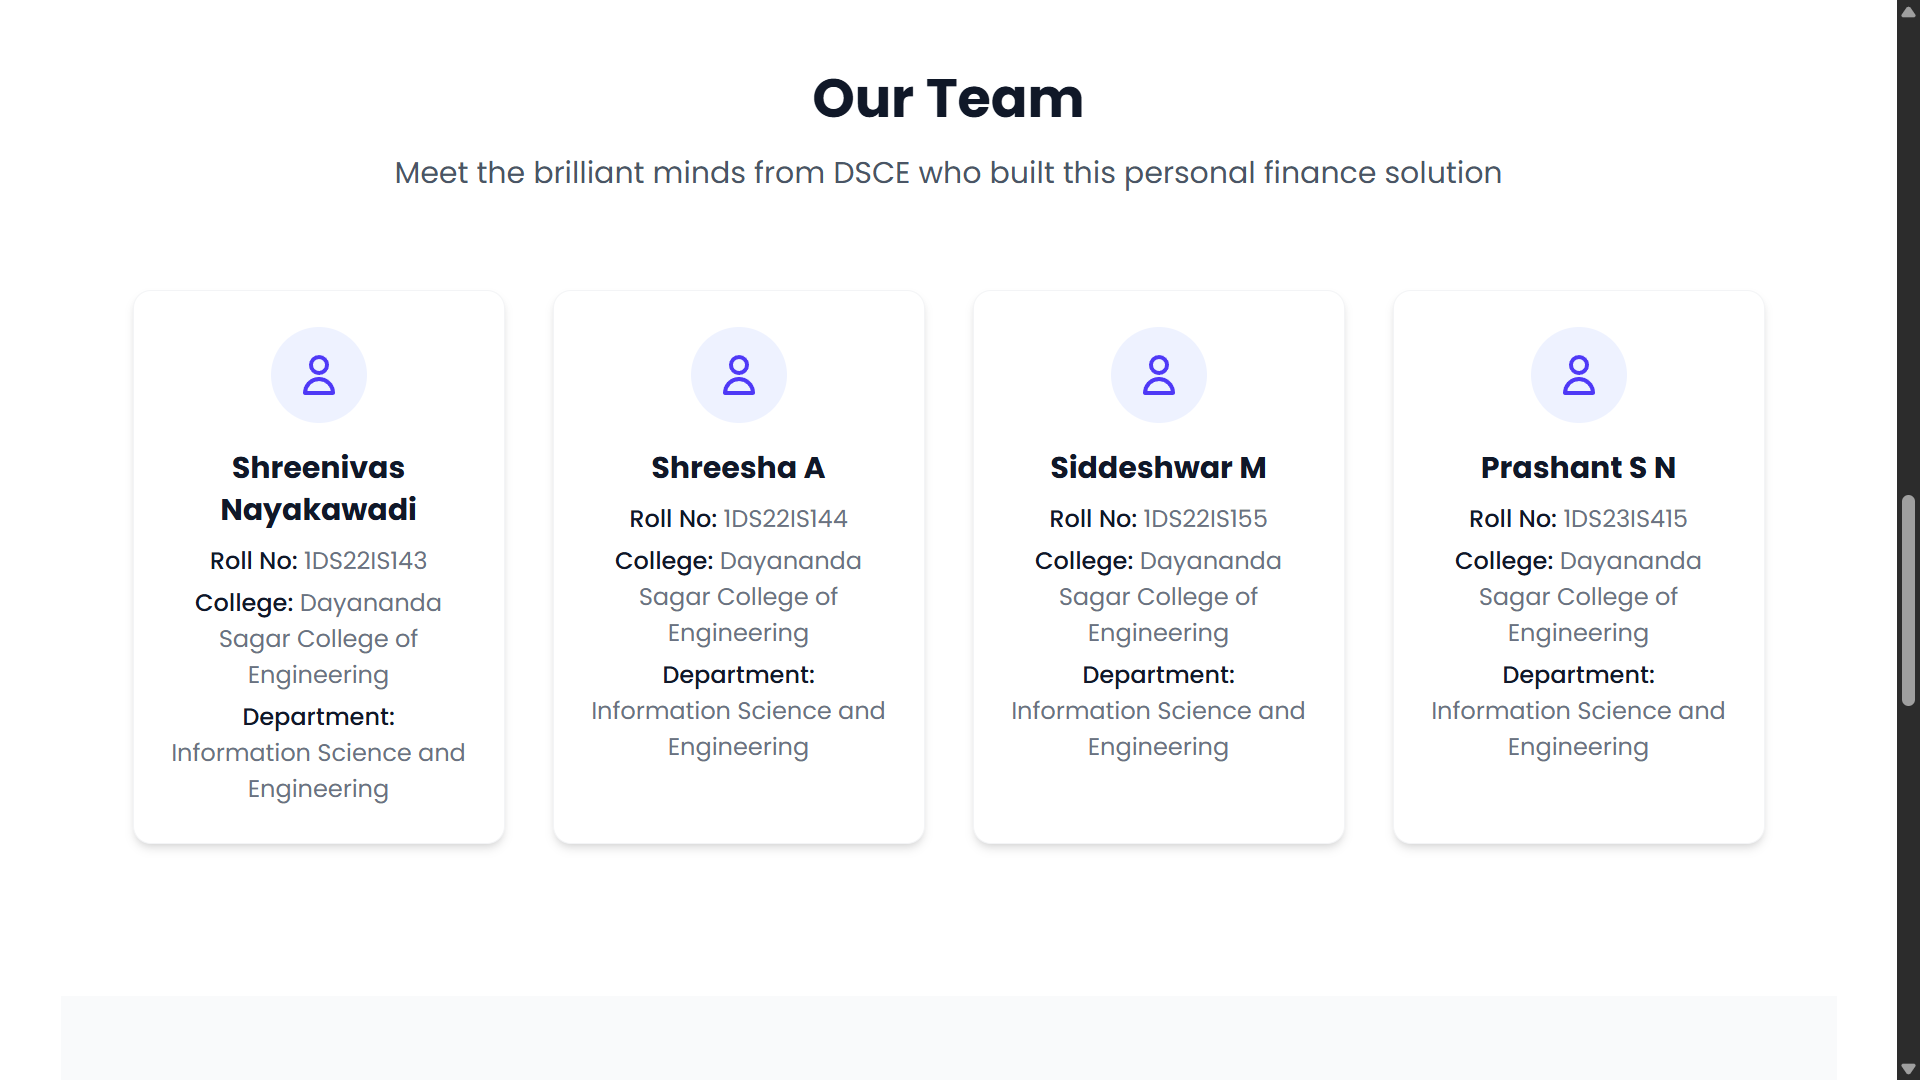 Our Team
Meet the brilliant minds from DSCE who built this personal finance solution
Shreenivas
Nayakawadi
Roll No: 1DS22IS143
College: Dayananda
Sagar College of
Engineering
Department:
Information Science and
Engineering
Shreesha A
Roll No: 1DS22IS144
College: Dayananda
Sagar College of
Engineering
Department:
Information Science and
Engineering
Siddeshwar M
Roll No: 1DS22IS155
College: Dayananda
Sagar College of
Engineering
Department:
Information Science and
Engineering
Prashant S N
Roll No: 1DS23IS415
College: Dayananda
Sagar College of
Engineering
Department:
Information Science and
Engineering